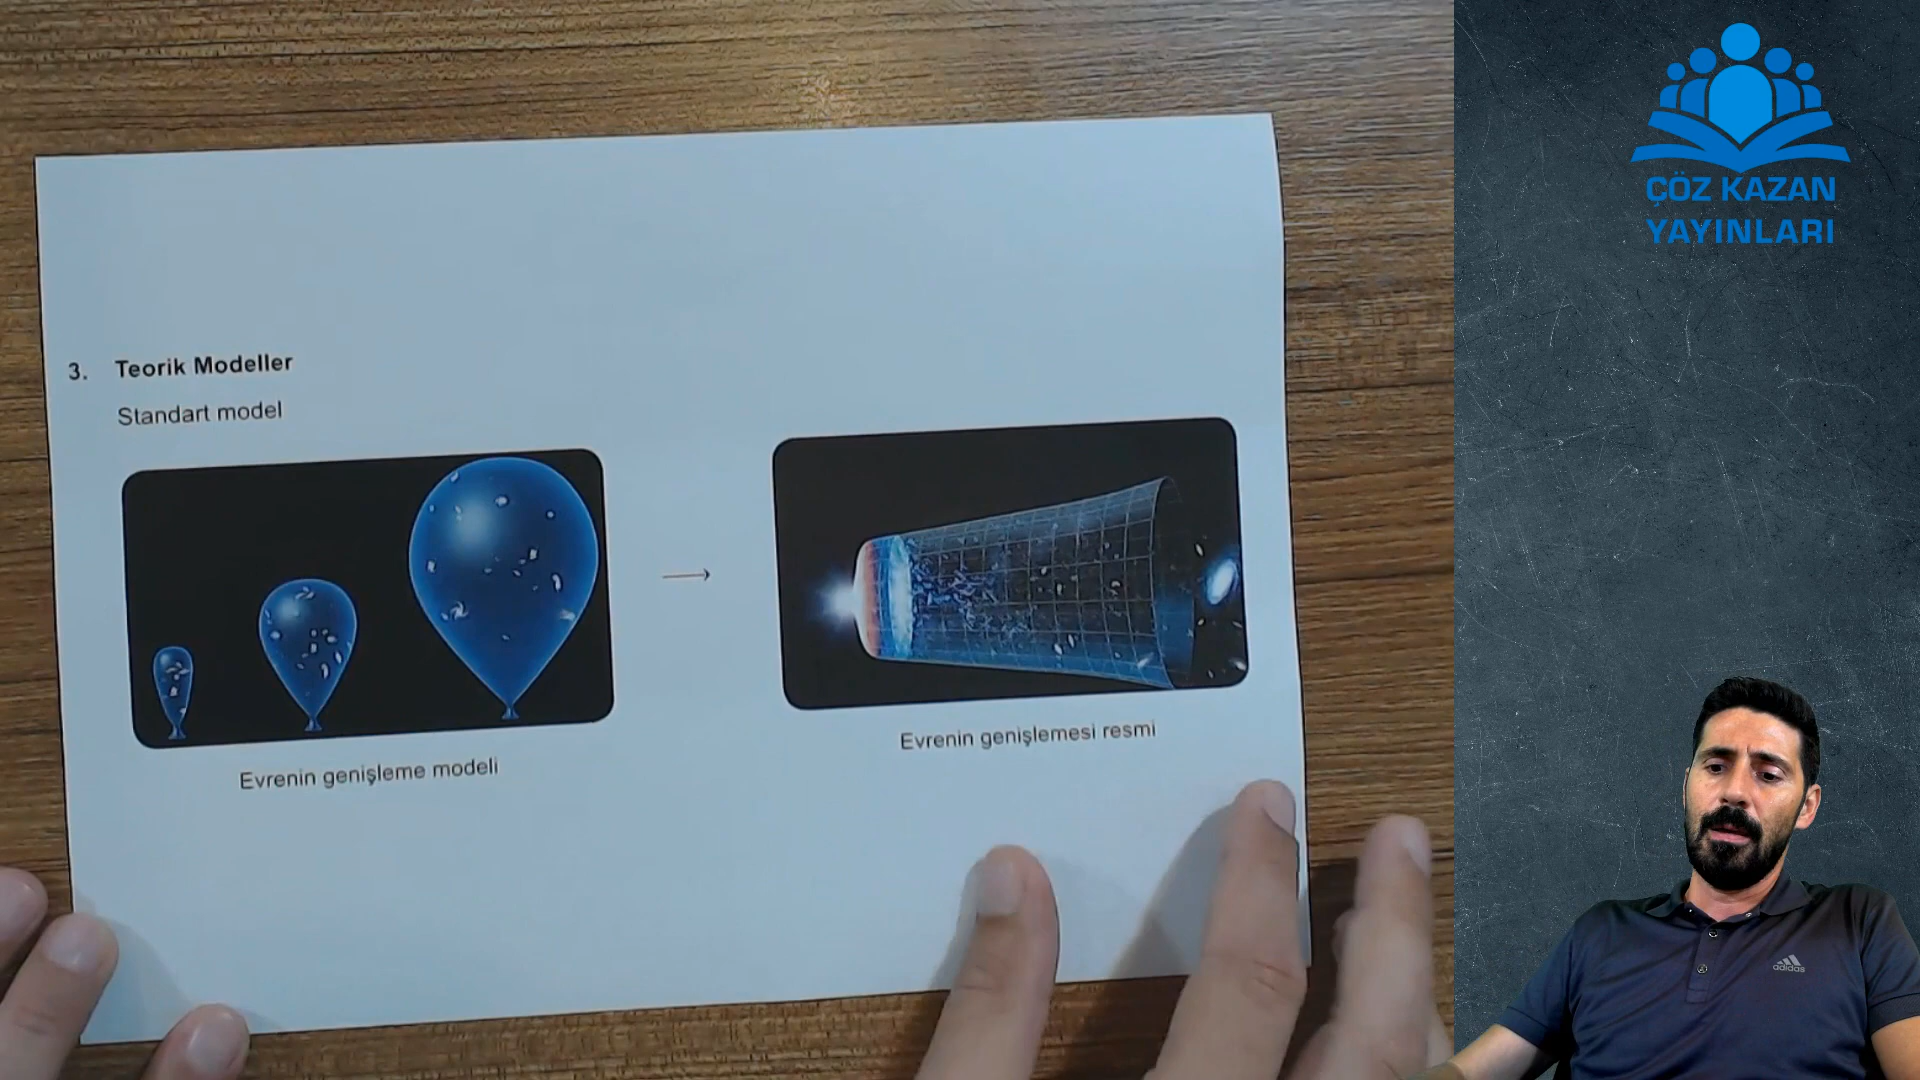 3. Teorik Modeller
Standart model
Evrenin genişleme modeli
Evrenin genişlemesi resmi
ÇÖZ KAZAN
YAYINLARI
adidas